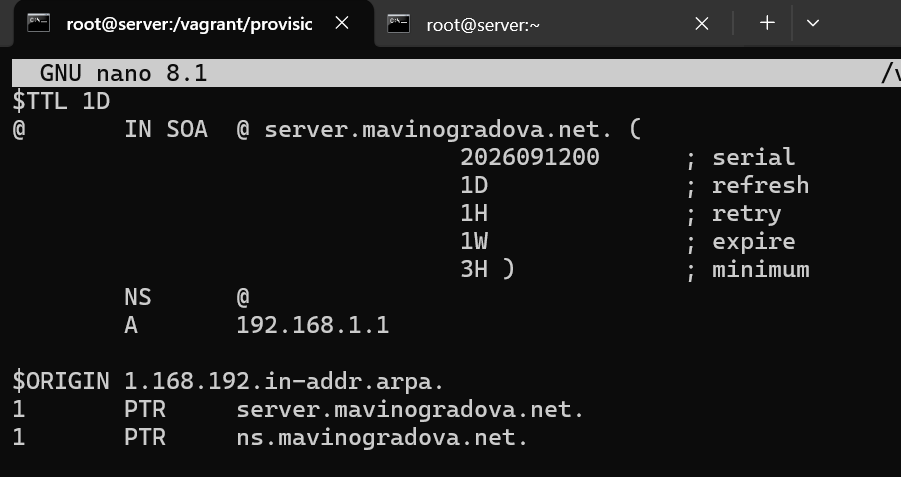 root@server:/vagrant/provisic
root@server:~
GNU nano 8.1 /v
$TTL 1D
@ IN SOA @ server.mavinogradova.net. (
2026091200 ; serial
1D ; refresh
1H ; retry
1W ; expire
3H ) ; minimum
NS @
A 192.168.1.1
$ORIGIN 1.168.192.in-addr.arpa.
1 PTR server.mavinogradova.net.
1 PTR ns.mavinogradova.net.